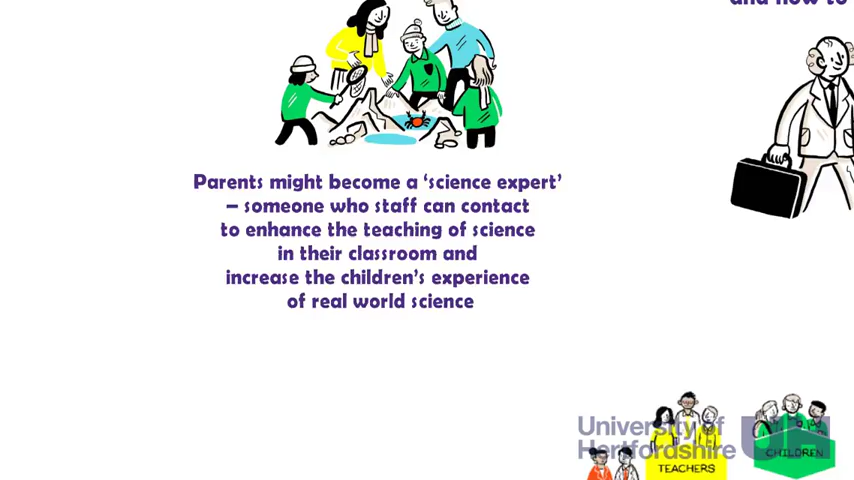 and how to
Parents might become a ‘science expert’
– someone who staff can contact
to enhance the teaching of science
in their classroom and
increase the children’s experience
of real world science
University of
Hertfordshire
UH
TEACHERS
CHILDREN